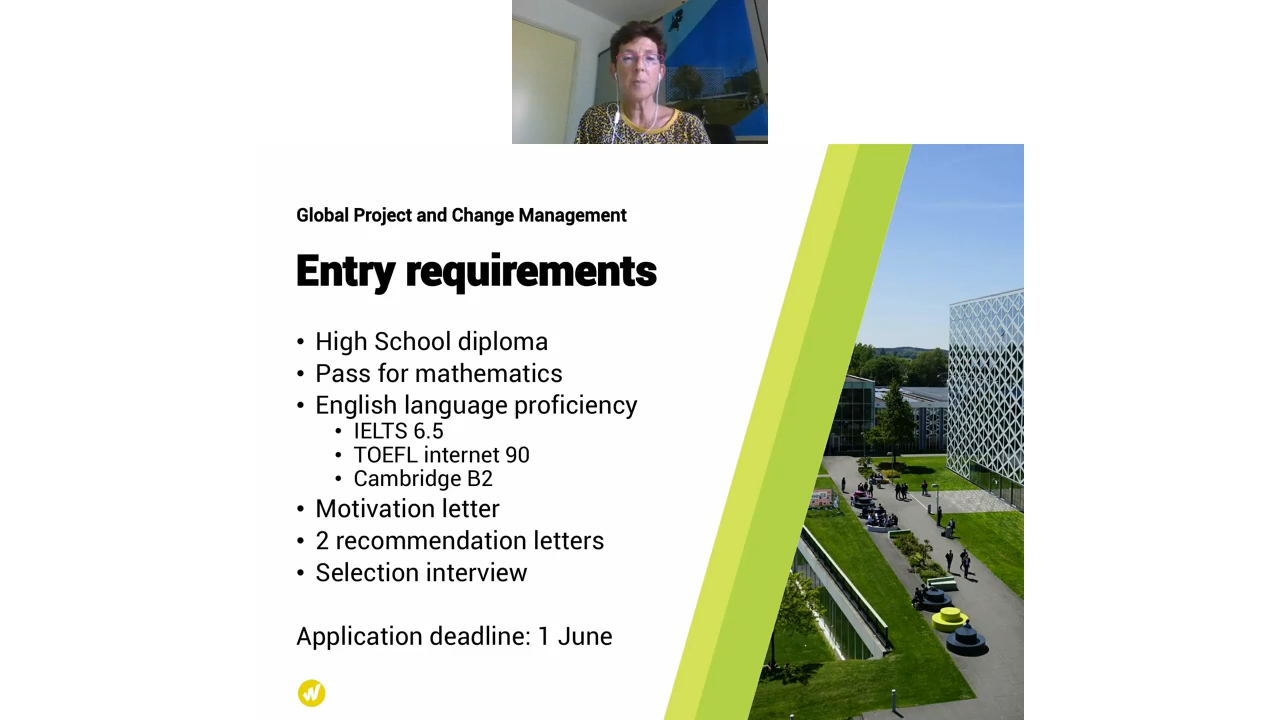 Global Project and Change Management
Entry requirements
• High School diploma
• Pass for mathematics
• English language proficiency
• IELTS 6.5
• TOEFL internet 90
• Cambridge B2
• Motivation letter
• 2 recommendation letters
• Selection interview
Application deadline: 1 June